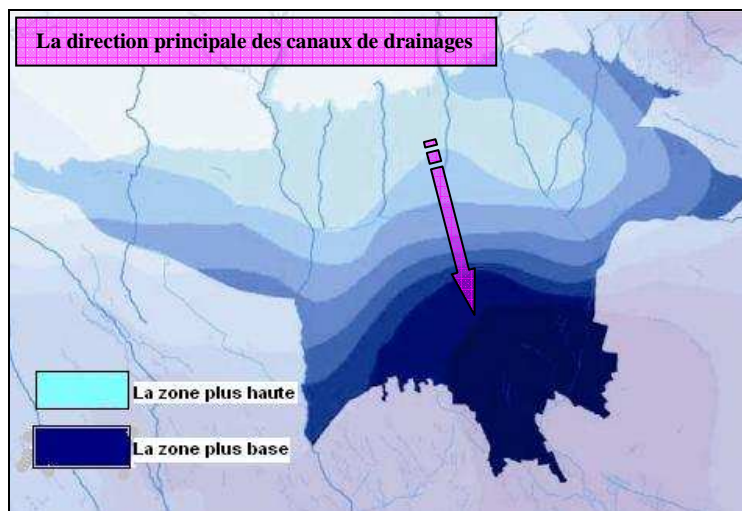 La direction principale des canaux de drainages
La zone plus haute
La zone plus base